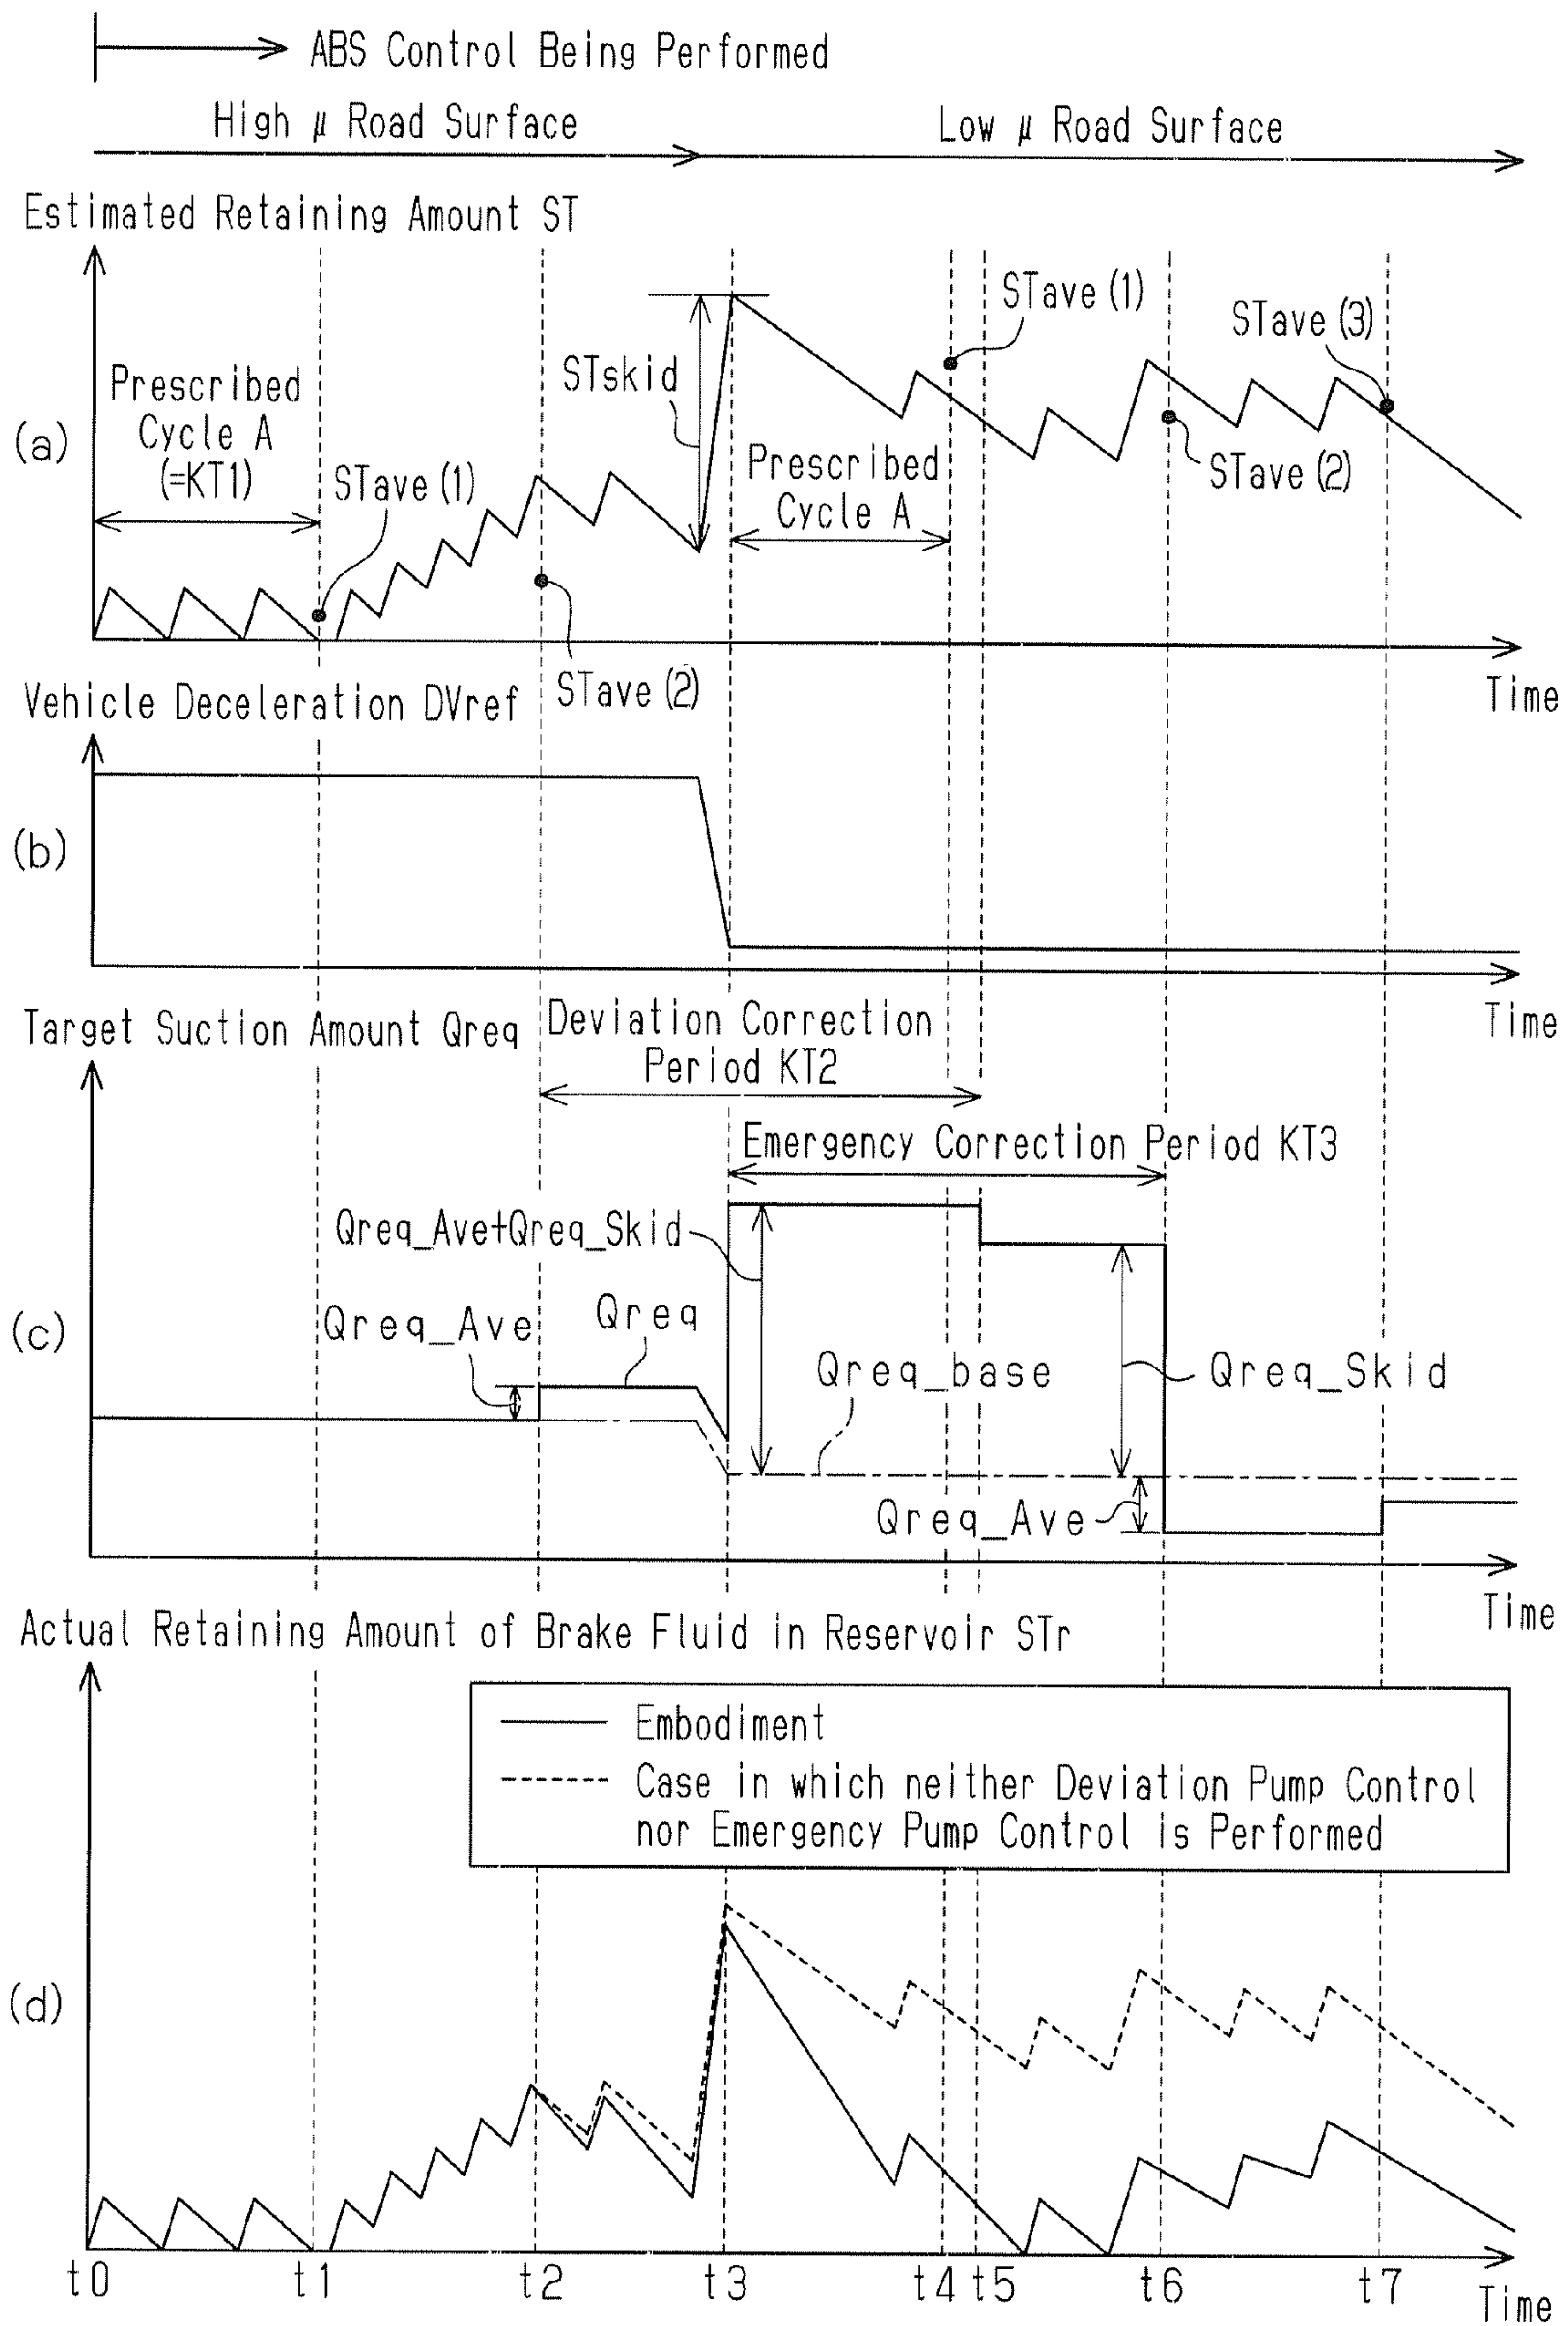 ABS Control Being Performed
High μ Road Surface
Low μ Road Surface
Estimated Retaining Amount ST
(a)
Prescribed
Cycle A
(=KT1)
STave (1)
STave (2)
STskid
Prescribed
Cycle A
STave (1)
STave (2)
STave (3)
Time
Vehicle Deceleration DVref
(b)
Time
Target Suction Amount Qreq
Deviation Correction
Period KT2
Emergency Correction Period KT3
(c)
Qreq_Ave+Qreq_Skid
Qreq_Ave
Qreq
Qreq_base
Qreq_Skid
Qreq_Ave
Time
Actual Retaining Amount of Brake Fluid in Reservoir STr
Embodiment
Case in which neither Deviation Pump Control
nor Emergency Pump Control is Performed
(d)
t0 t1 t2 t3 t4 t5 t6 t7
Time